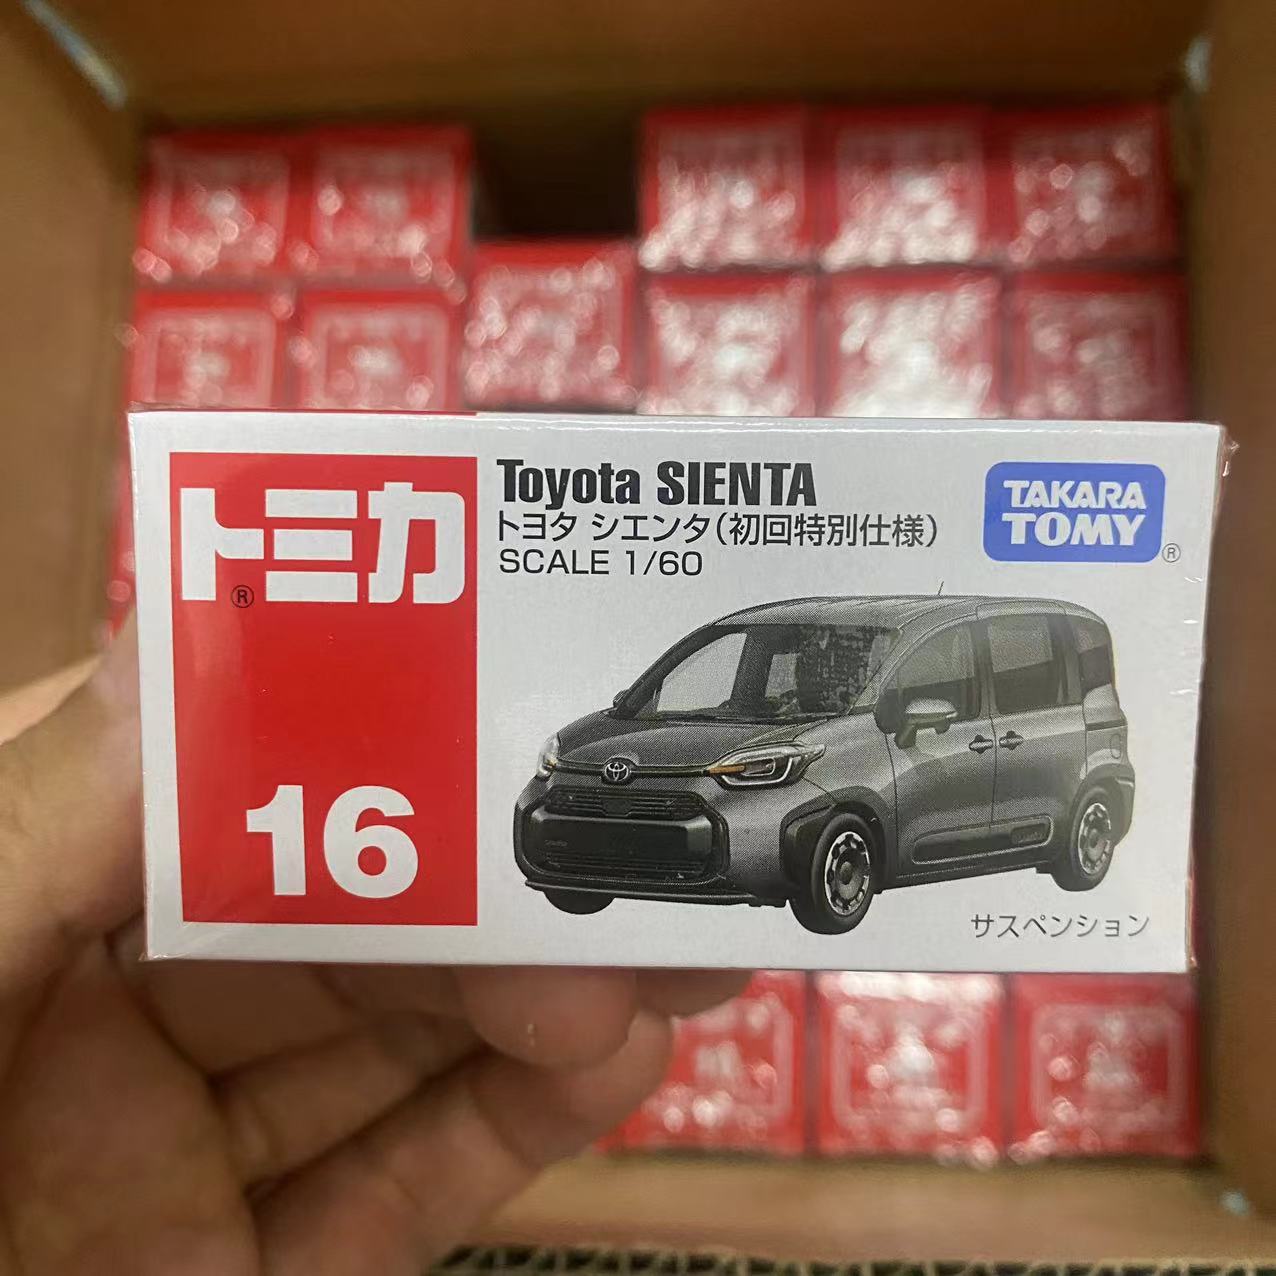 トミカ
®
16
Toyota SIENTA
トヨタ シエンタ(初回特別仕様)
SCALE 1/60
TAKARA
TOMY
®
サスペンション